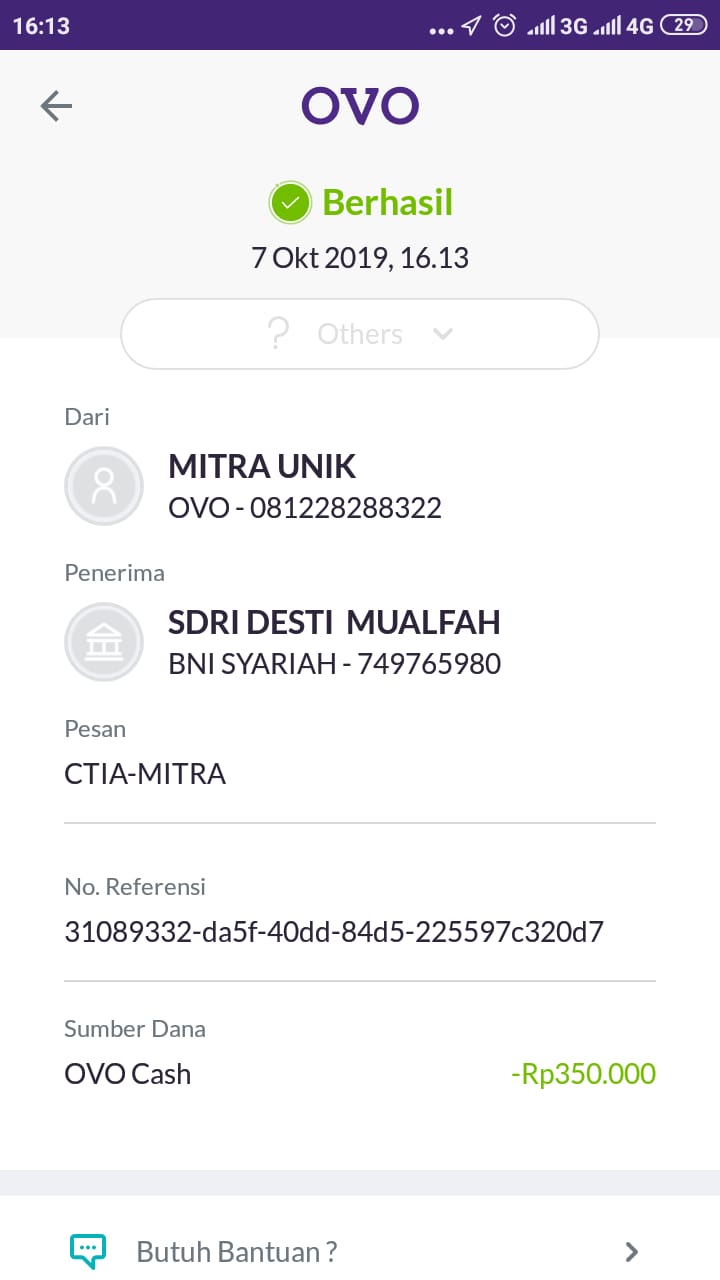 16:13
... 3G 4G 29
OVO
Berhasil
7 Okt 2019, 16.13
? Others
Dari
MITRA UNIK
OVO - 081228288322
Penerima
SDRI DESTI  MUALFAH
BNI SYARIAH - 749765980
Pesan
CTIA-MITRA
No. Referensi
31089332-da5f-40dd-84d5-225597c320d7
Sumber Dana
OVO Cash -Rp350.000
Butuh Bantuan ?